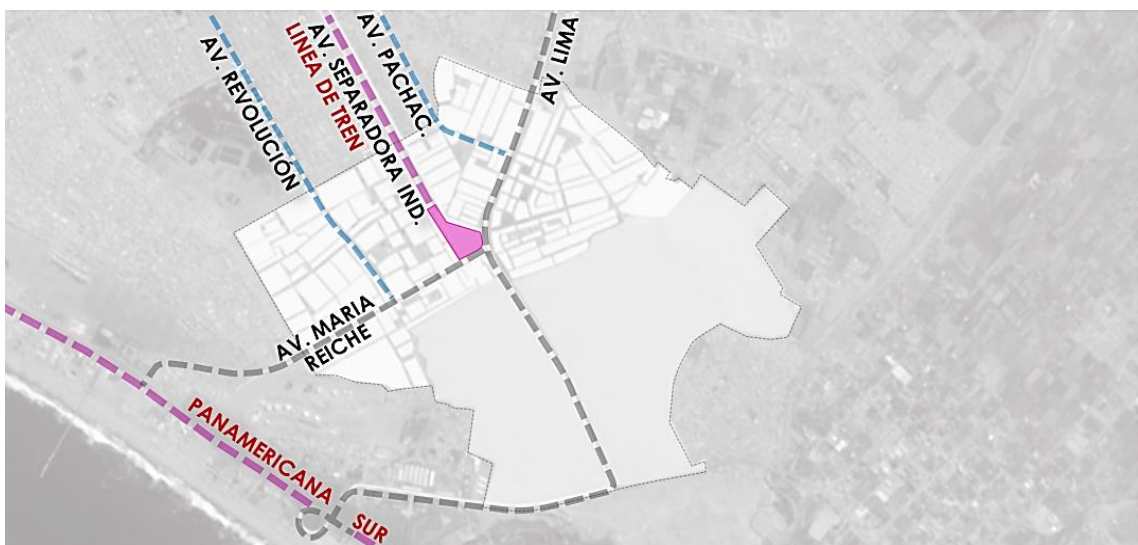 AV. REVOLUCIÓN
AV. SEPARADORA IND.
LINEA DE TREN
AV. PACHAC.
AV. LIMA
AV. MARIA
REICHE
PANAMERICANA
SUR